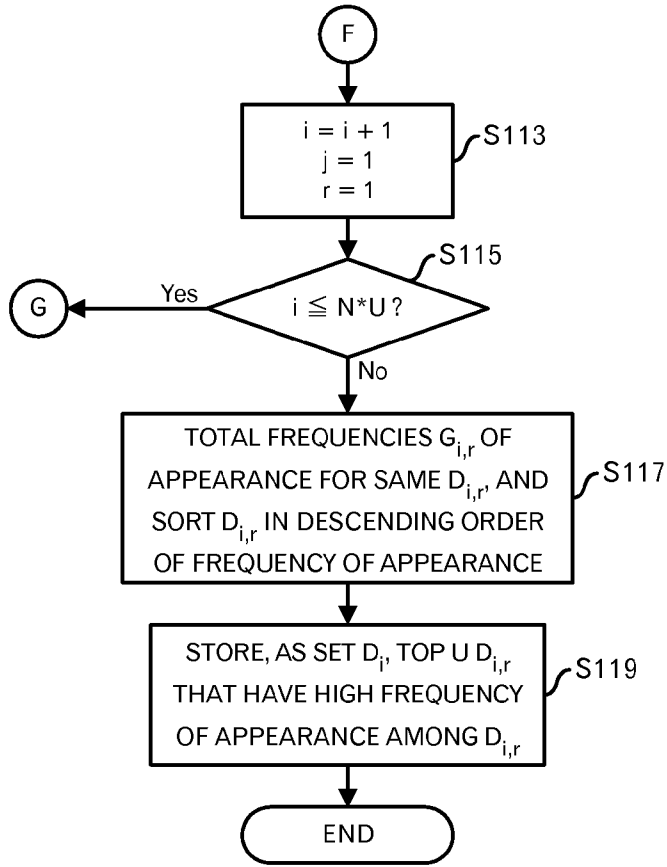 F
i = i + 1
j = 1
r = 1
S113
S115
i ≦ N*U ?
Yes
G
No
TOTAL FREQUENCIES G_{i,r} OF
APPEARANCE FOR SAME D_{i,r}, AND
SORT D_{i,r} IN DESCENDING ORDER
OF FREQUENCY OF APPEARANCE
S117
STORE, AS SET D_i, TOP U D_{i,r}
THAT HAVE HIGH FREQUENCY
OF APPEARANCE AMONG D_{i,r}
S119
END